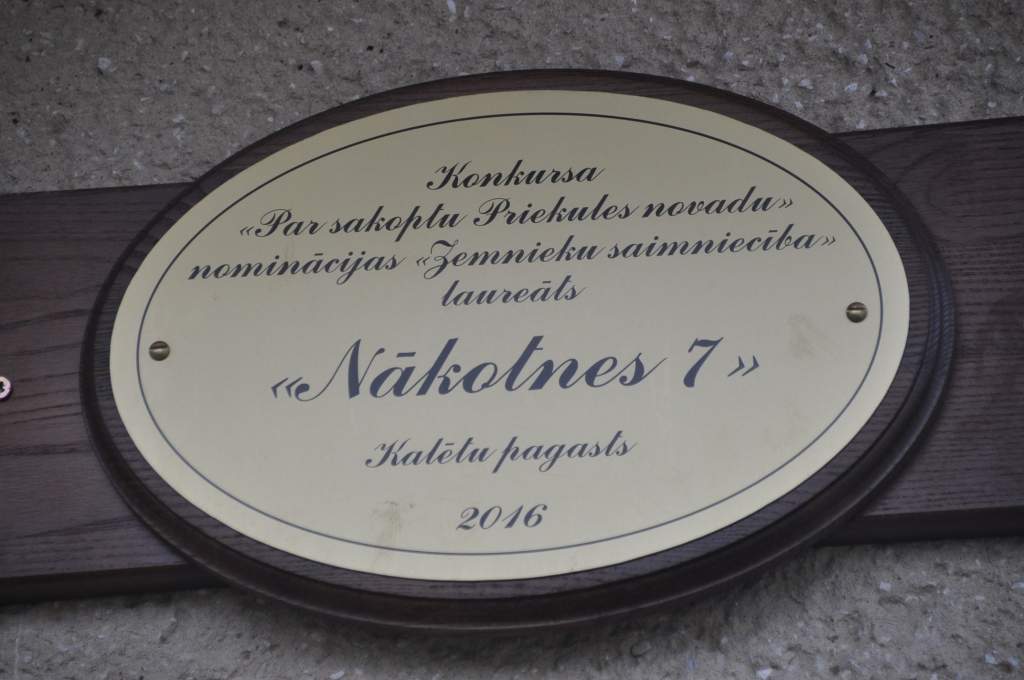 Konkursa
«Par sakoptu Priekules novadu»
nominācijas «Zemnieku saimniecība»
laureāts
«Nākotnes 7»
Kalētu pagasts
2016